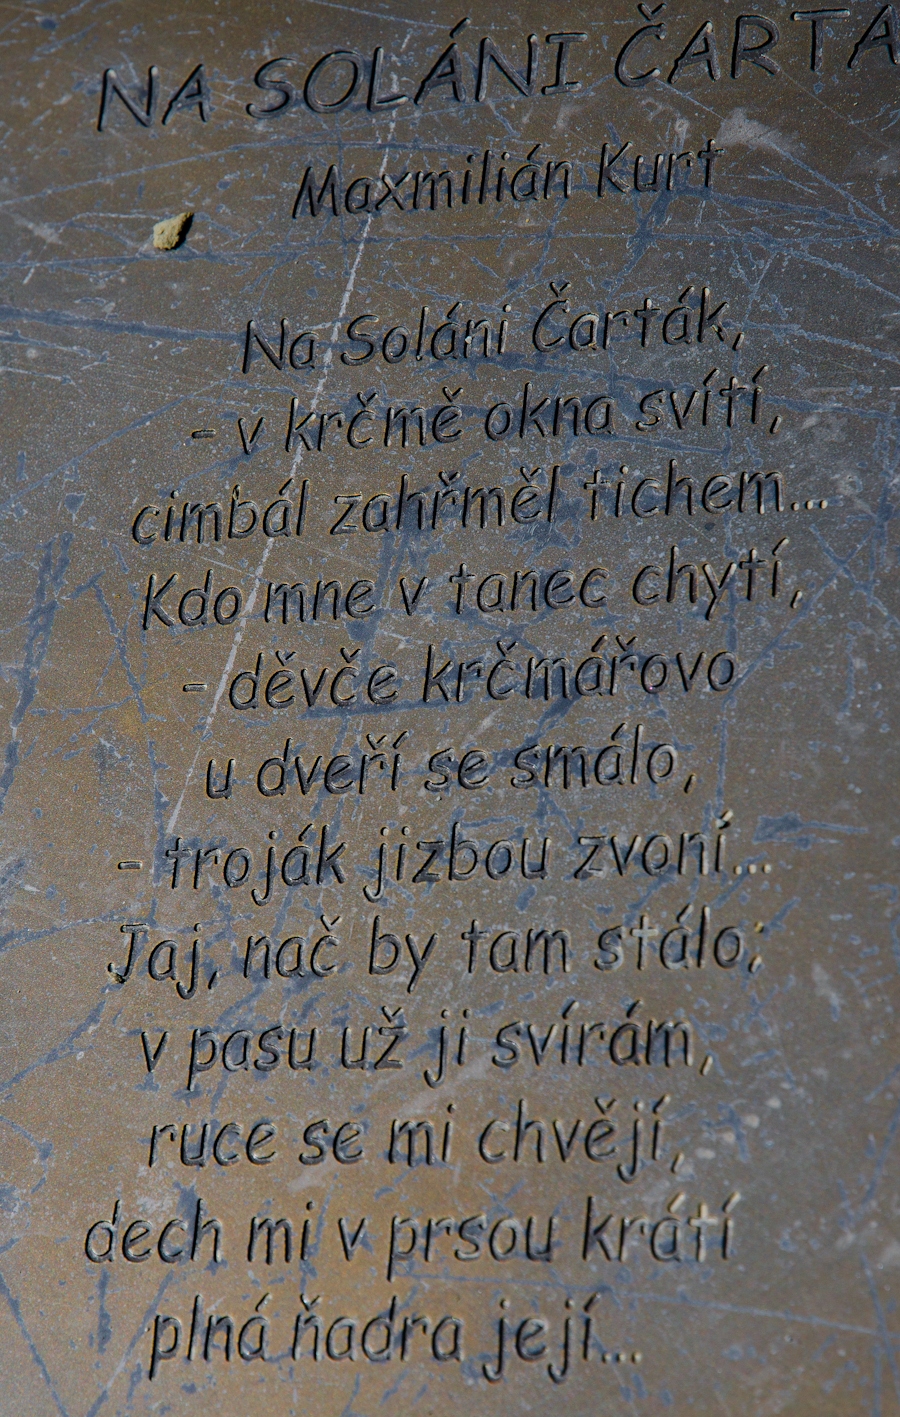 NA SOLÁNI ČARTA
Maxmilián Kurt
Na Soláni Čarták,
- v krčmě okna svítí,
cimbál zahřměl tichem...
Kdo mne v tanec chytí,
- děvče krčmářovo
u dveří se smálo,
- troják jizbou zvoní...
Jaj, nač by tam stálo;
v pasu už ji svírám,
ruce se mi chvějí,
dech mi v prsou krátí
plná ňadra její...